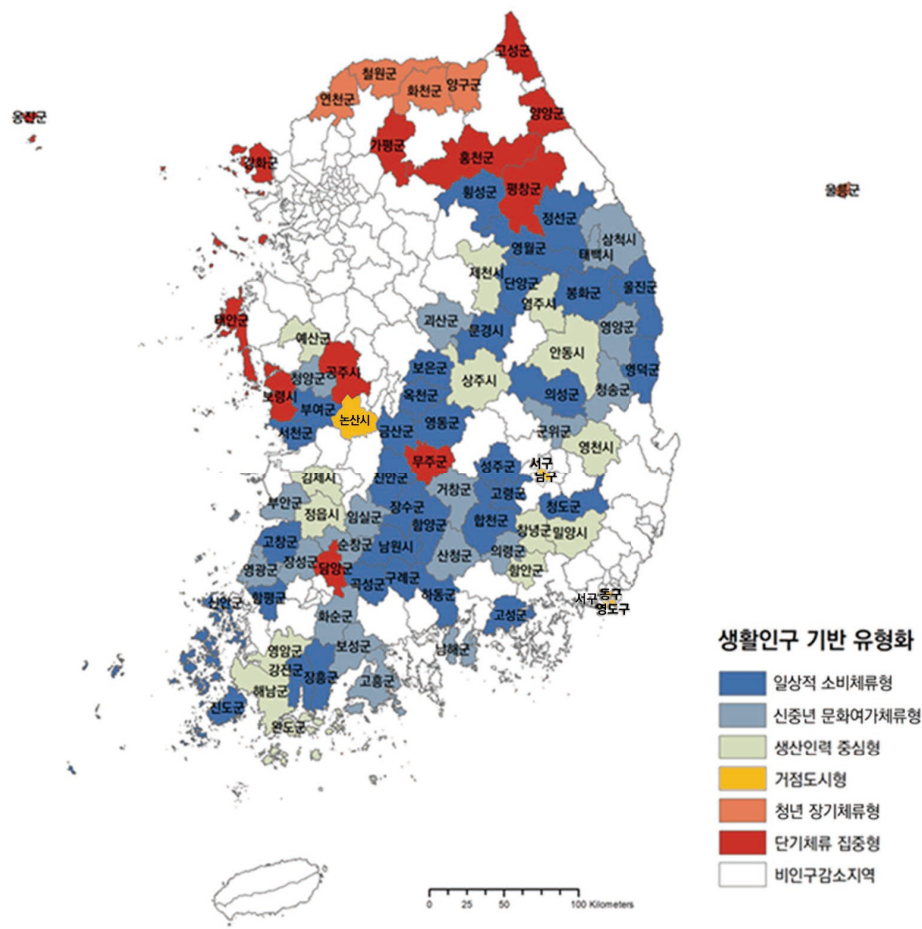 고성군
철원군
양구군
화천군
연천군
양양군
옹진군
가평군
홍천군
강화군
평창군
울릉군
횡성군
정선군
삼척시
영월군
태백시
제천시
단양군
봉화군
울진군
영주시
태안군
괴산군
문경시
영양군
예산군
안동시
공주시
보은군
영덕군
청양군
상주시
청송군
보령시
옥천군
의성군
부여군
논산시
영동군
서천군
금산군
군위군
영천시
무주군
성주군
서구
남구
김제시
진안군
거창군
고령군
부안군
장수군
청도군
정읍시
임실군
함양군
합천군
창녕군
밀양시
고창군
순창군
남원시
의령군
장성군
담양군
산청군
영광군
함안군
곡성군
구례군
신안군
함평군
하동군
고성군
서구
동구
영도구
화순군
영암군
보성군
남해군
강진군
장흥군
해남군
고흥군
진도군
완도군
생활인구 기반 유형화
일상적 소비체류형
신중년 문화여가체류형
생산인력 중심형
거점도시형
청년 장기체류형
단기체류 집중형
비인구감소지역
0 25 50 100 Kilometers